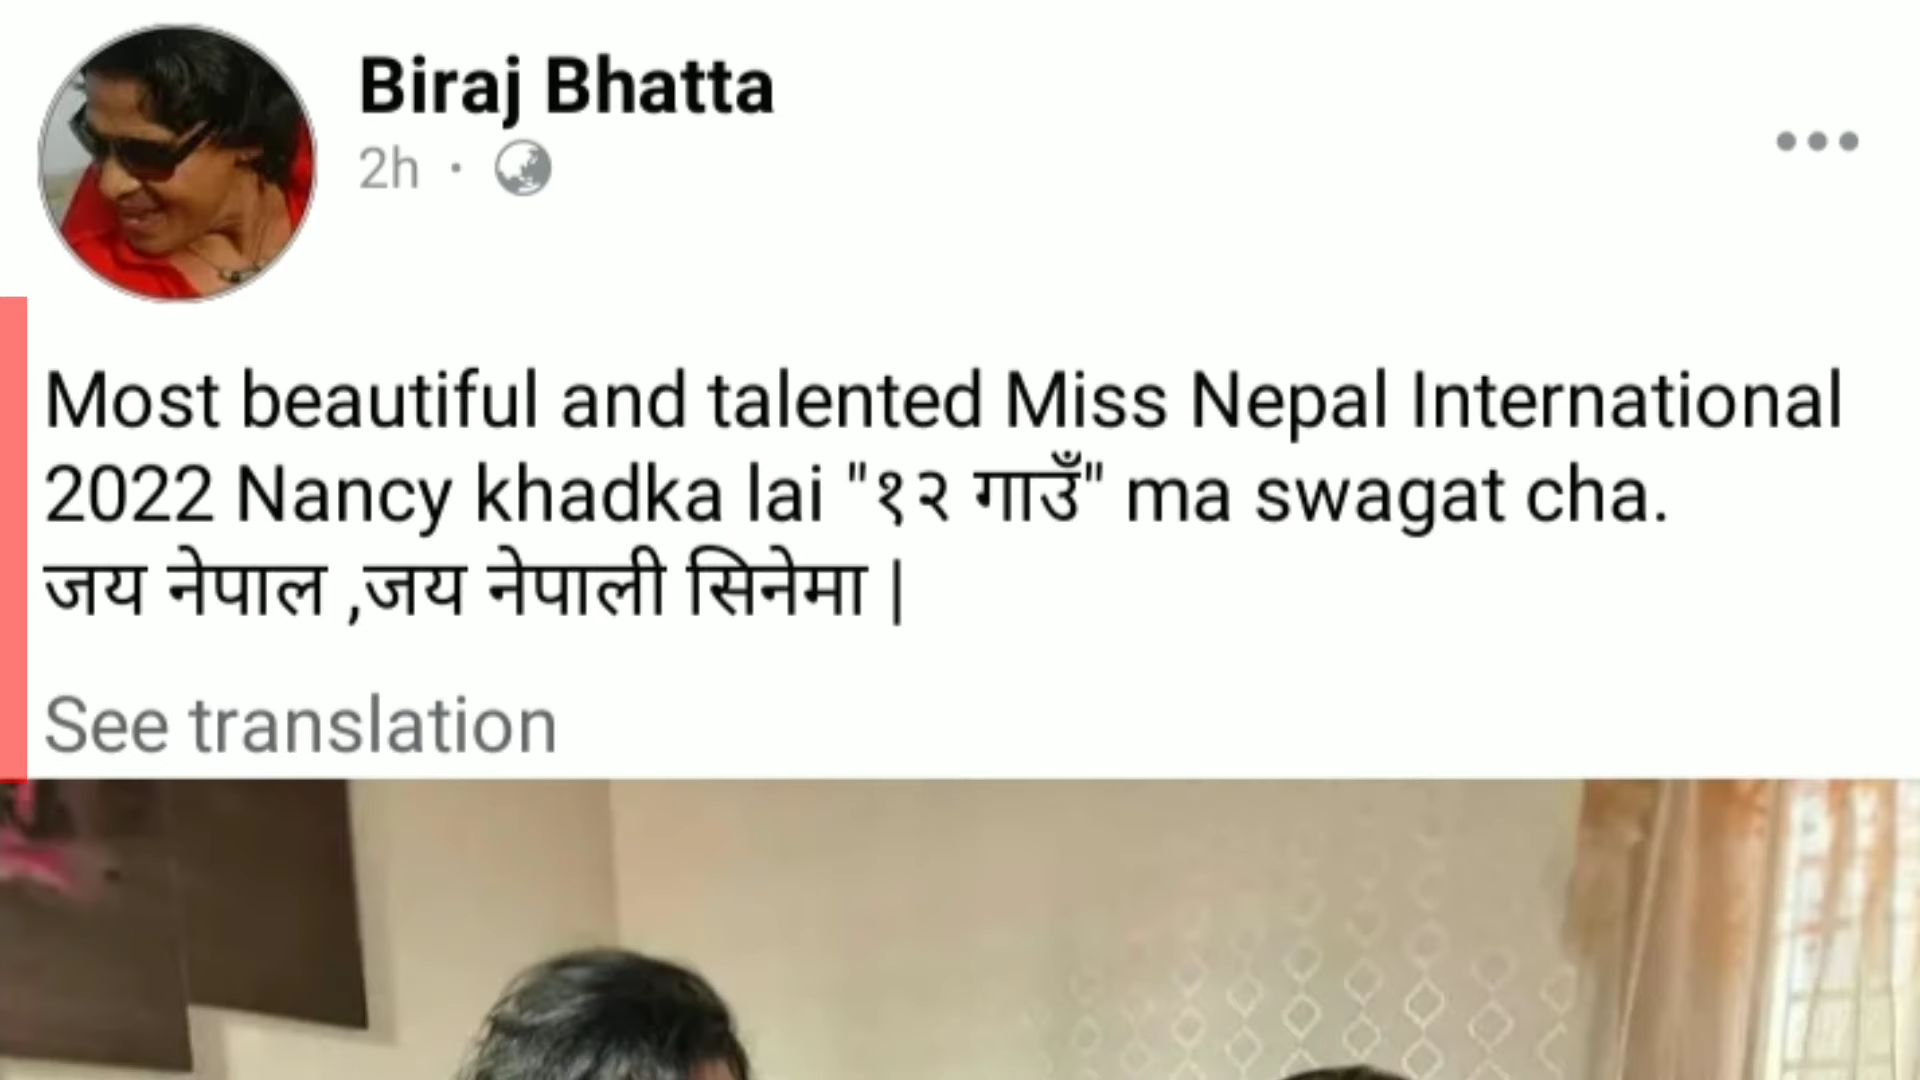 Biraj Bhatta
2h ·
Most beautiful and talented Miss Nepal International
2022 Nancy khadka lai "१२ गाउँ" ma swagat cha.
जय नेपाल ,जय नेपाली सिनेमा |
See translation